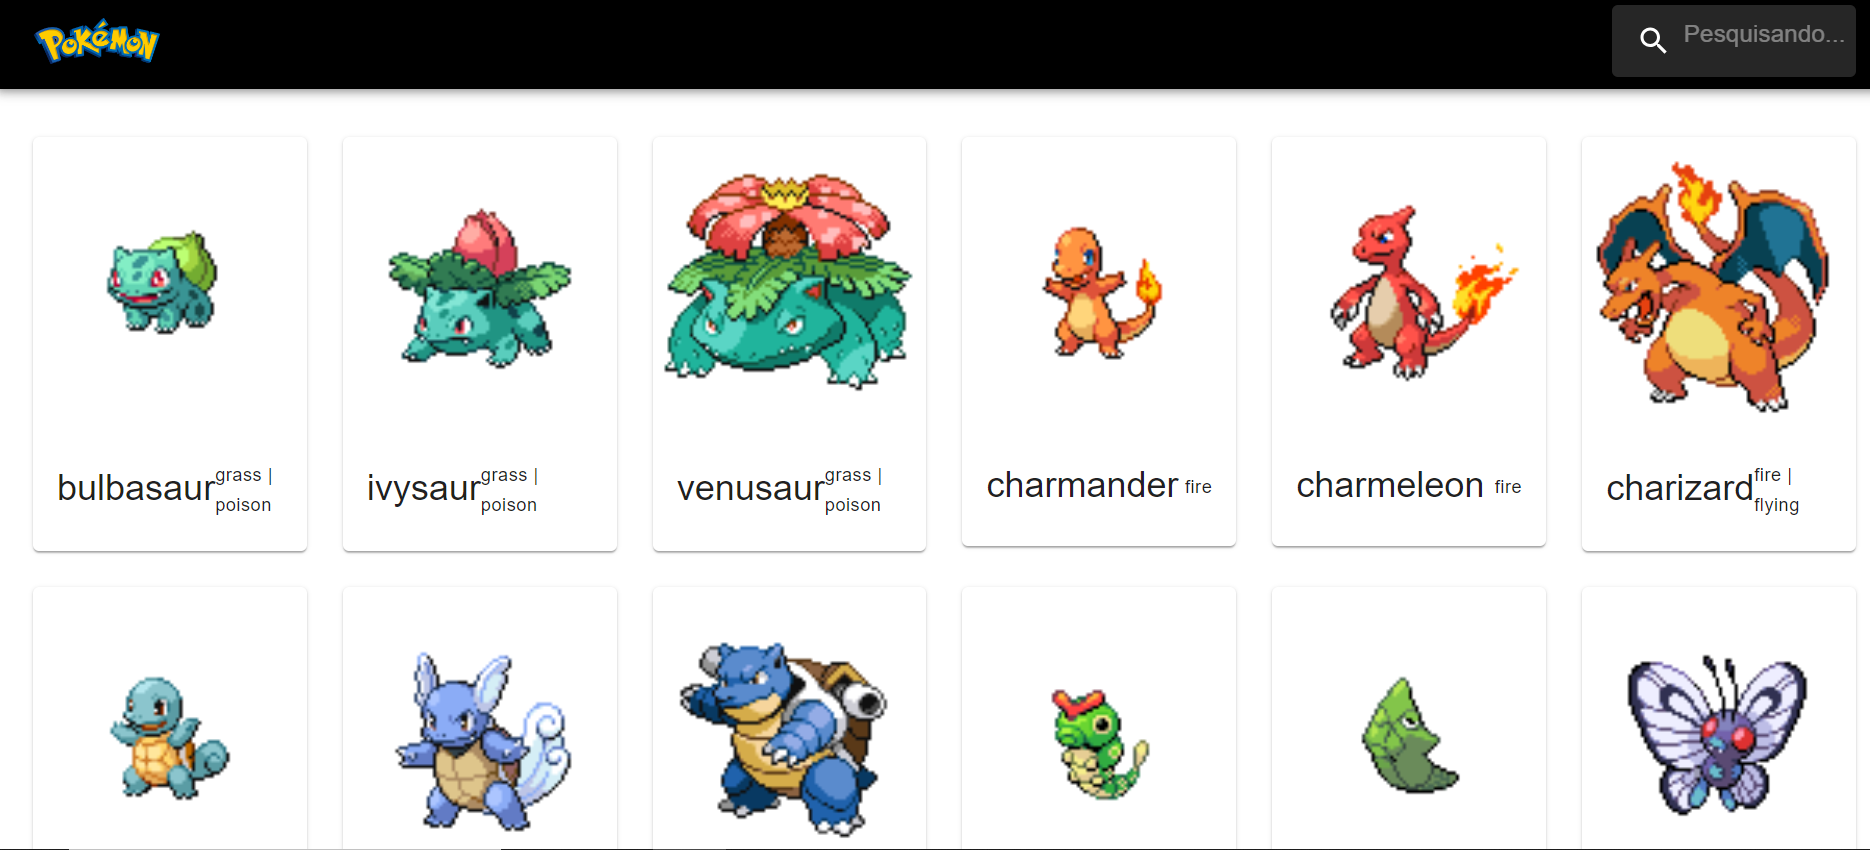 Pokémon
Pesquisando...
bulbasaur grass |
poison
ivysaur grass |
poison
venusaur grass |
poison
charmander fire
charmeleon fire
charizard fire |
flying